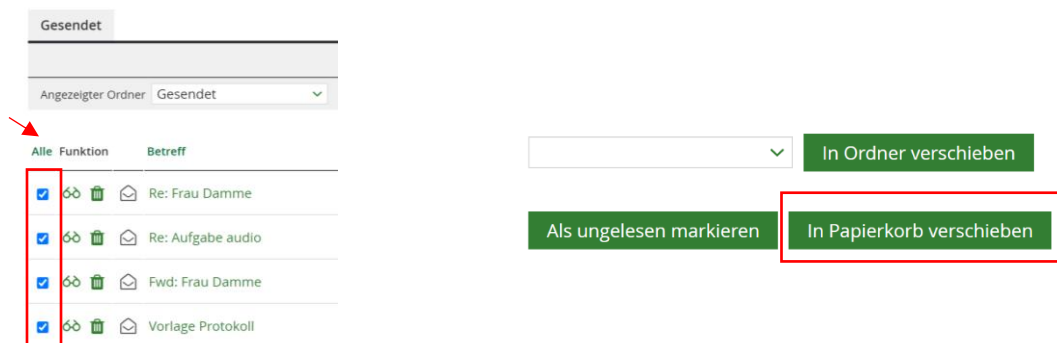 Gesendet
Angezeigter Ordner Gesendet
Alle Funktion Betreff
Re: Frau Damme
Re: Aufgabe audio
Fwd: Frau Damme
Vorlage Protokoll
In Ordner verschieben
Als ungelesen markieren In Papierkorb verschieben